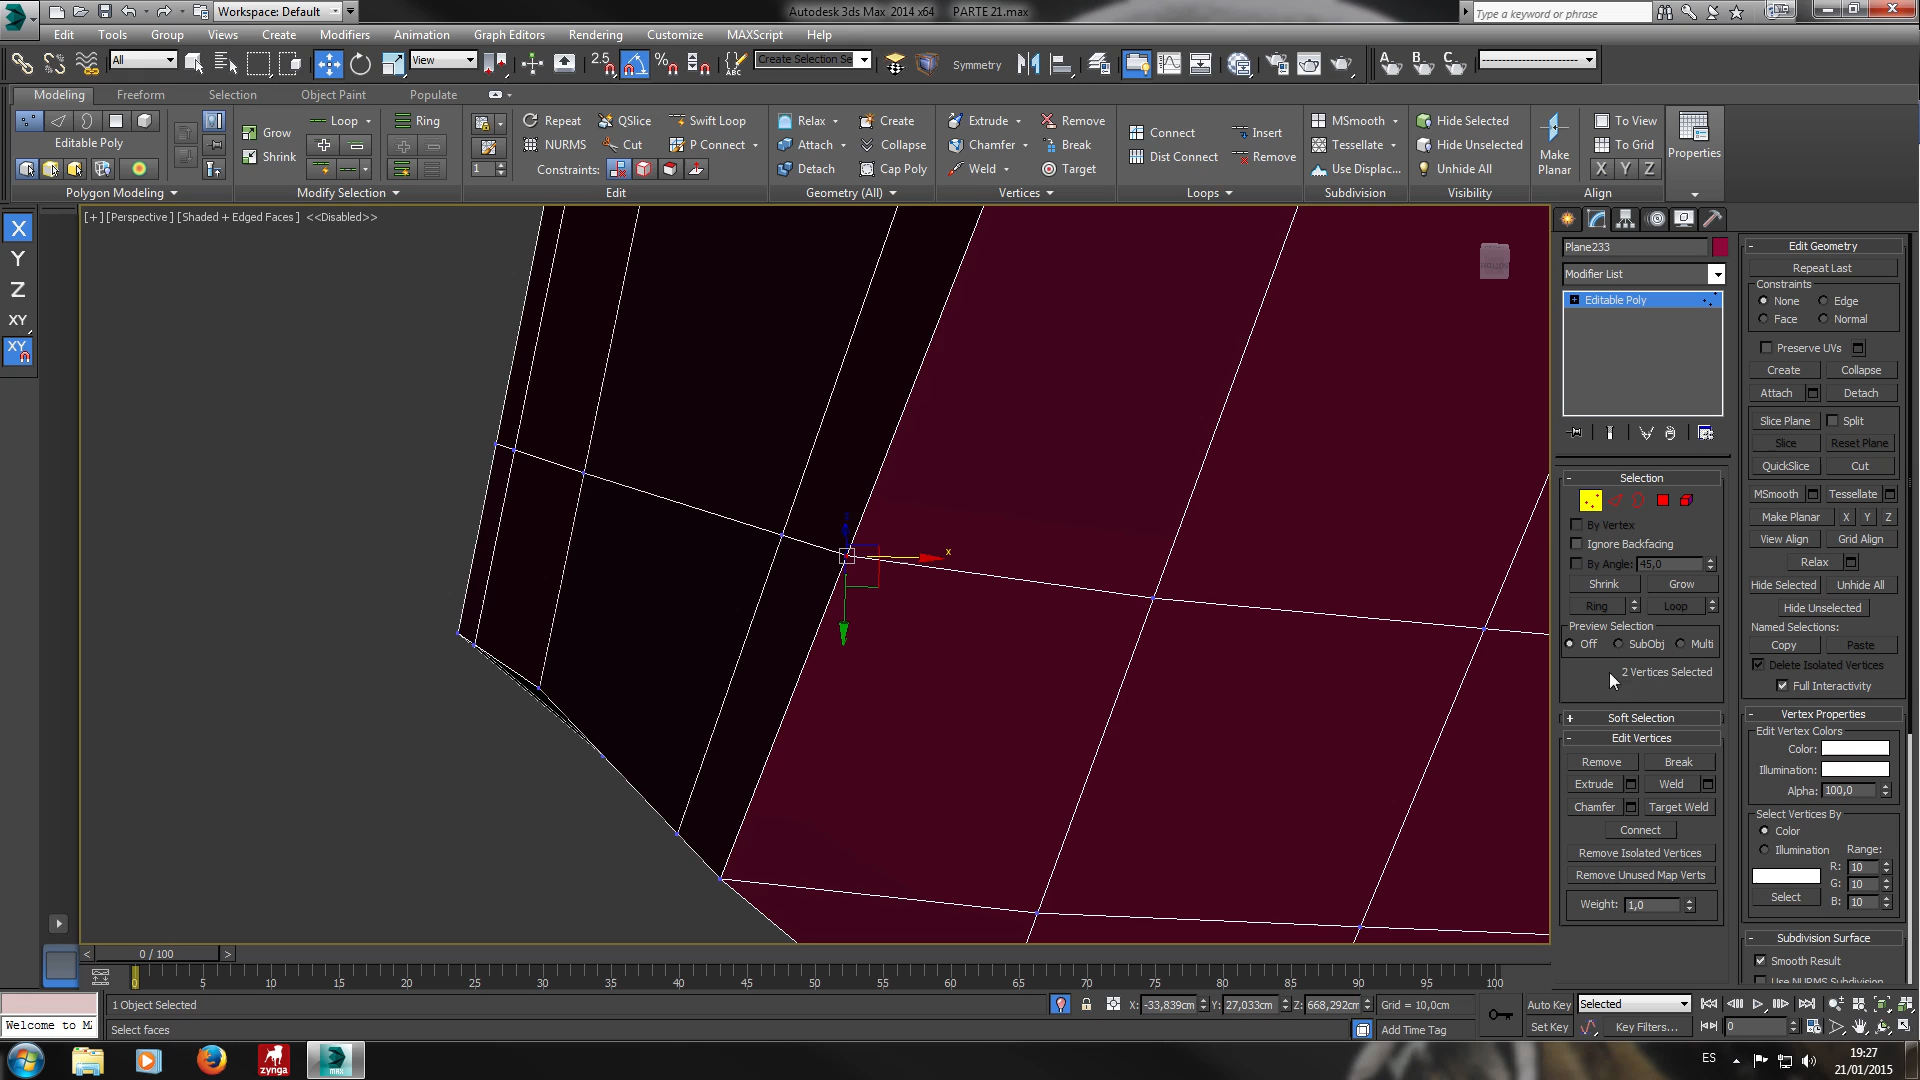 Workspace: Default
Autodesk 3ds Max 2014 x64 PARTE 21.max
Type a keyword or phrase
Edit Tools Group Views Create Modifiers Animation Graph Editors Rendering Customize MAXScript Help
All View 2.5 Create Selection Se Symmetry
Modeling Freeform Selection Object Paint Populate
Loop Ring Repeat QSlice Swift Loop Relax Create Extrude Remove Connect Insert MSmooth Hide Selected To View
Editable Poly Grow NURMS Cut P Connect Attach Collapse Chamfer Break Dist Connect Remove Tessellate Hide Unselected Make Planar To Grid Properties
Shrink 1 Constraints: Detach Cap Poly Weld Target Use Displac... Unhide All X Y Z
Polygon Modeling Modify Selection Edit Geometry (All) Vertices Loops Subdivision Visibility Align
X
Y
Z
XY
XY
[+] [Perspective ] [Shaded + Edged Faces ] <<Disabled>>
x
Plane233
Modifier List
Editable Poly
Selection
By Vertex
Ignore Backfacing
By Angle: 45,0
Shrink Grow
Ring Loop
Preview Selection
Off SubObj Multi
2 Vertices Selected
Soft Selection
Edit Vertices
Remove Break
Extrude Weld
Chamfer Target Weld
Connect
Remove Isolated Vertices
Remove Unused Map Verts
Weight: 1,0
Edit Geometry
Repeat Last
Constraints
None Edge
Face Normal
Preserve UVs
Create Collapse
Attach Detach
Slice Plane Split
Slice Reset Plane
QuickSlice Cut
MSmooth Tessellate
Make Planar X Y Z
View Align Grid Align
Relax
Hide Selected Unhide All
Hide Unselected
Named Selections:
Copy Paste
Delete Isolated Vertices
Full Interactivity
Vertex Properties
Edit Vertex Colors
Color:
Illumination:
Alpha: 100,0
Select Vertices By
Color
Illumination Range:
R: 10
G: 10
Select B: 10
Subdivision Surface
Smooth Result
Use NURMS Subdivision
0 / 100
0 5 10 15 20 25 30 35 40 45 50 55 60 65 70 75 80 85 90 95 100
1 Object Selected X: -33,839cm Y: 27,033cm Z: 668,292cm Grid = 10,0cm Auto Key Selected
Welcome to MA Select faces Add Time Tag Set Key Key Filters... 0
zynga MAX ES 19:27
21/01/2015